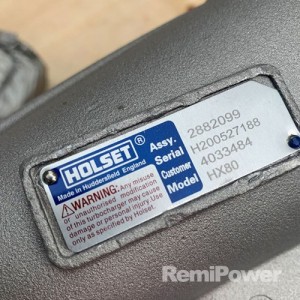 HOLSET®
Made in Huddersfield England
⚠WARNING: Any misuse
of unauthorised modification
of this turbocharger may cause
damage or personal injury. Use
only as specified by Holset.
Assy. 2882099
Serial H200527188
Customer 4033484
Model HX80
RemiPower